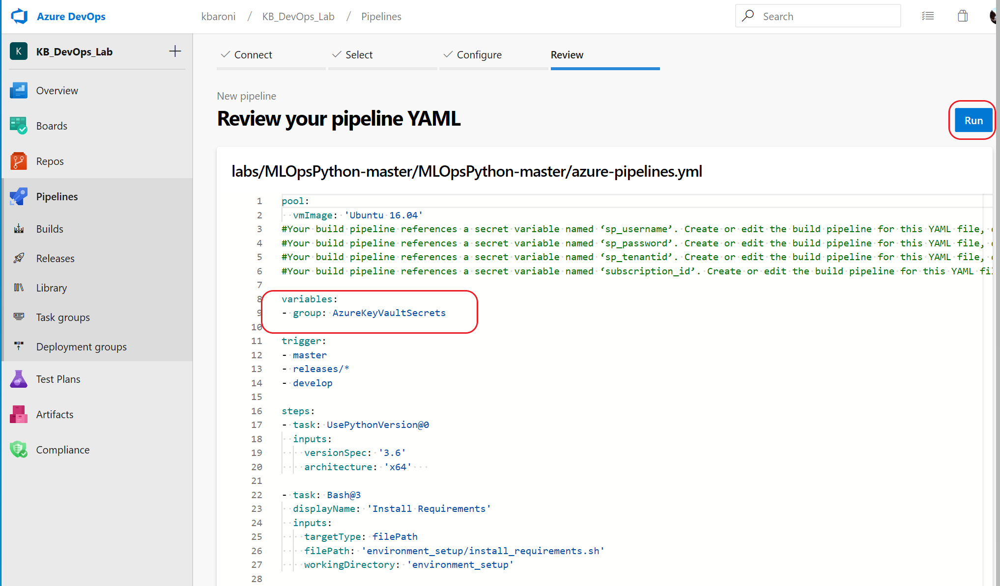 Azure DevOps
kbaroni / KB_DevOps_Lab / Pipelines
Search
K KB_DevOps_Lab
Overview
Boards
Repos
Pipelines
Builds
Releases
Library
Task groups
Deployment groups
Test Plans
Artifacts
Compliance
Connect Select Configure Review
New pipeline
Review your pipeline YAML
Run
labs/MLOpsPython-master/MLOpsPython-master/azure-pipelines.yml
1 pool:
2   vmImage: 'Ubuntu 16.04'
3 #Your build pipeline references a secret variable named ‘sp_username’. Create or edit the build pipeline for this YAML file,
4 #Your build pipeline references a secret variable named ‘sp_password’. Create or edit the build pipeline for this YAML file,
5 #Your build pipeline references a secret variable named ‘sp_tenantid’. Create or edit the build pipeline for this YAML file,
6 #Your build pipeline references a secret variable named ‘subscription_id’. Create or edit the build pipeline for this YAML fi
7
8 variables:
9 - group: AzureKeyVaultSecrets
10
11 trigger:
12 - master
13 - releases/*
14 - develop
15
16 steps:
17 - task: UsePythonVersion@0
18   inputs:
19     versionSpec: '3.6'
20     architecture: 'x64'
21
22 - task: Bash@3
23   displayName: 'Install Requirements'
24   inputs:
25     targetType: filePath
26     filePath: 'environment_setup/install_requirements.sh'
27     workingDirectory: 'environment_setup'
28